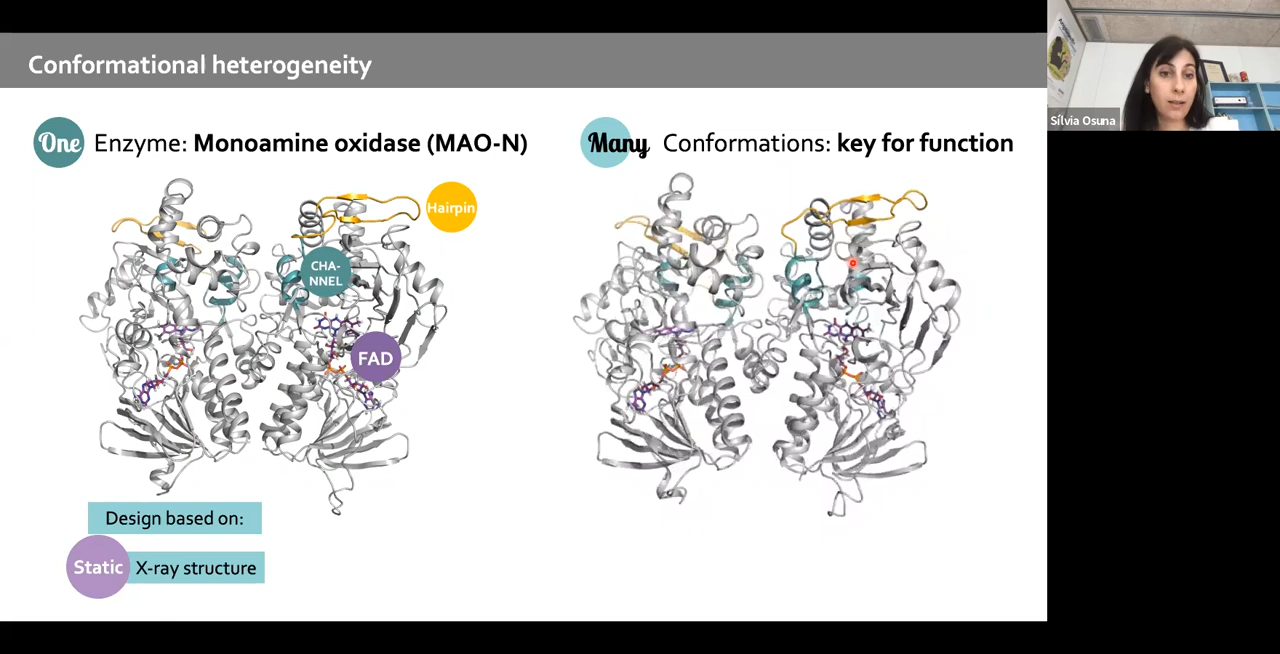 Conformational heterogeneity
One Enzyme: Monoamine oxidase (MAO-N)
Many Conformations: key for function
Hairpin
CHA-
NNEL
FAD
Design based on:
Static X-ray structure
Sílvia Osuna